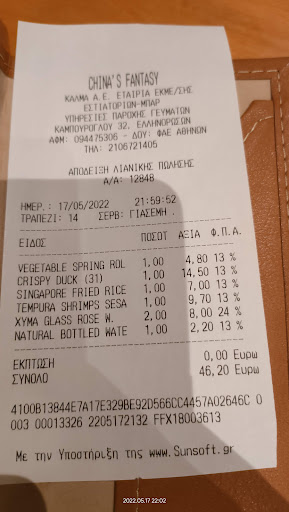 CHINA'S FANTASY
ΚΑΛΜΑ Α.Ε. ΕΤΑΙΡΙΑ ΕΚΜΕ/ΣΗΣ
ΕΣΤΙΑΤΟΡΙΩΝ-ΜΠΑΡ
ΥΠΗΡΕΣΙΕΣ ΠΑΡΟΧΗΣ ΓΕΥΜΑΤΩΝ
ΚΑΜΠΟΥΡΟΓΛΟΥ 32, ΕΛΛΗΝΟΡΩΣΩΝ
ΑΦΜ: 094475306 - ΔΟΥ: ΦΑΕ ΑΘΗΝΩΝ
ΤΗΛ: 2106721405
ΑΠΟΔΕΙΞΗ ΛΙΑΝΙΚΗΣ ΠΩΛΗΣΗΣ
Α/Α: 12848
ΗΜΕΡ.: 17/05/2022 21:59:52
ΤΡΑΠΕΖΙ: 14 ΣΕΡΒ: ΓΙΑΣΕΜΗ .
ΕΙΔΟΣ ΠΟΣΟΤ ΑΞΙΑ Φ.Π.Α.
VEGETABLE SPRING ROL 1,00 4,80 13 %
CRISPY DUCK (31) 1,00 14,50 13 %
SINGAPORE FRIED RICE 1,00 7,00 13 %
TEMPURA SHRIMPS SESA 1,00 9,70 13 %
XYMA GLASS ROSE W. 2,00 8,00 24 %
NATURAL BOTTLED WATE 1,00 2,20 13 %
ΕΚΠΤΩΣΗ 0,00 Ευρω
ΣΥΝΟΛΟ 46,20 Ευρω
4100B13844E7A17E329BE92D566CC4457A02646C 0
003 00013326 2205172132 FFX18003613
Με την Υποστήριξη της www.Sunsoft.gr
2022.05.17 22:02